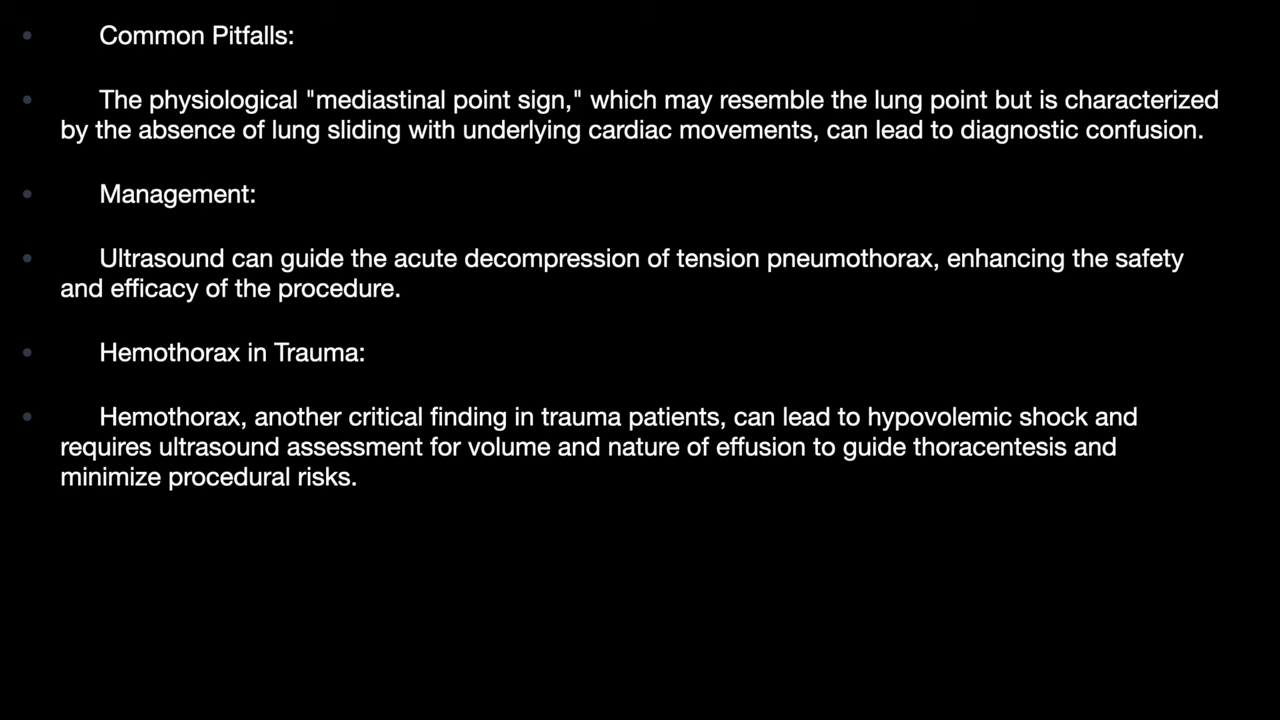 • Common Pitfalls:
• The physiological "mediastinal point sign," which may resemble the lung point but is characterized
by the absence of lung sliding with underlying cardiac movements, can lead to diagnostic confusion.
• Management:
• Ultrasound can guide the acute decompression of tension pneumothorax, enhancing the safety
and efficacy of the procedure.
• Hemothorax in Trauma:
• Hemothorax, another critical finding in trauma patients, can lead to hypovolemic shock and
requires ultrasound assessment for volume and nature of effusion to guide thoracentesis and
minimize procedural risks.